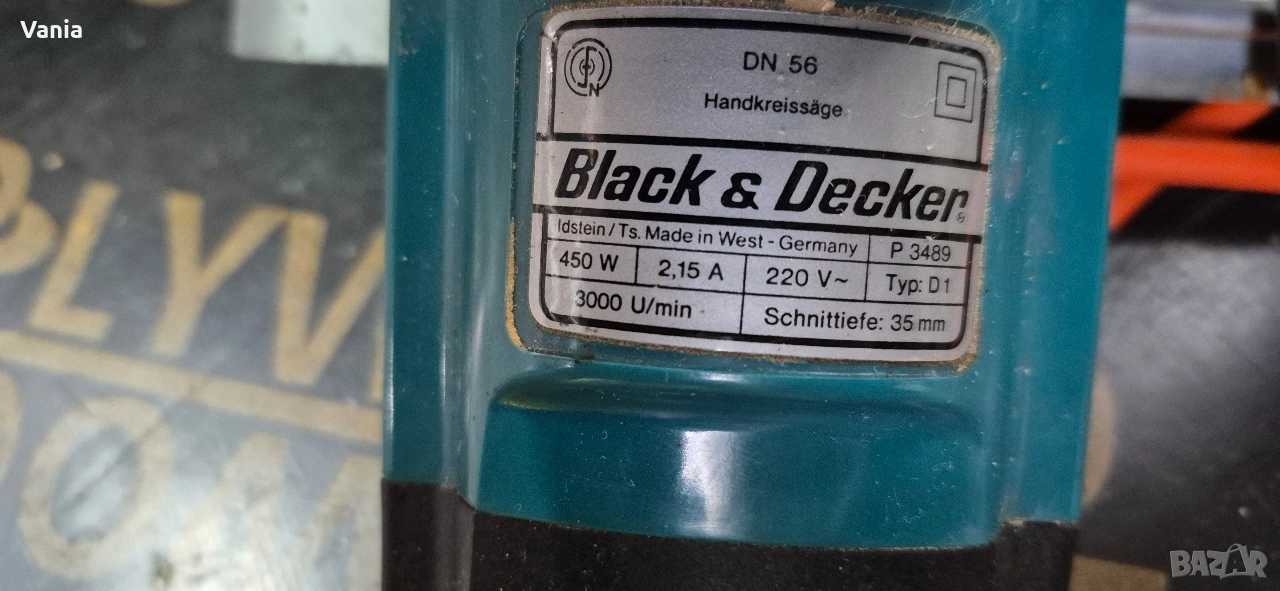 Vania
DN 56
N
Handkreissäge
Black & Decker®
Idstein/Ts. Made in West-Germany P 3489
450 W 2,15 A 220 V~ Typ: D1
3000 U/min Schnittiefe: 35 mm
PLYV
BAZAR